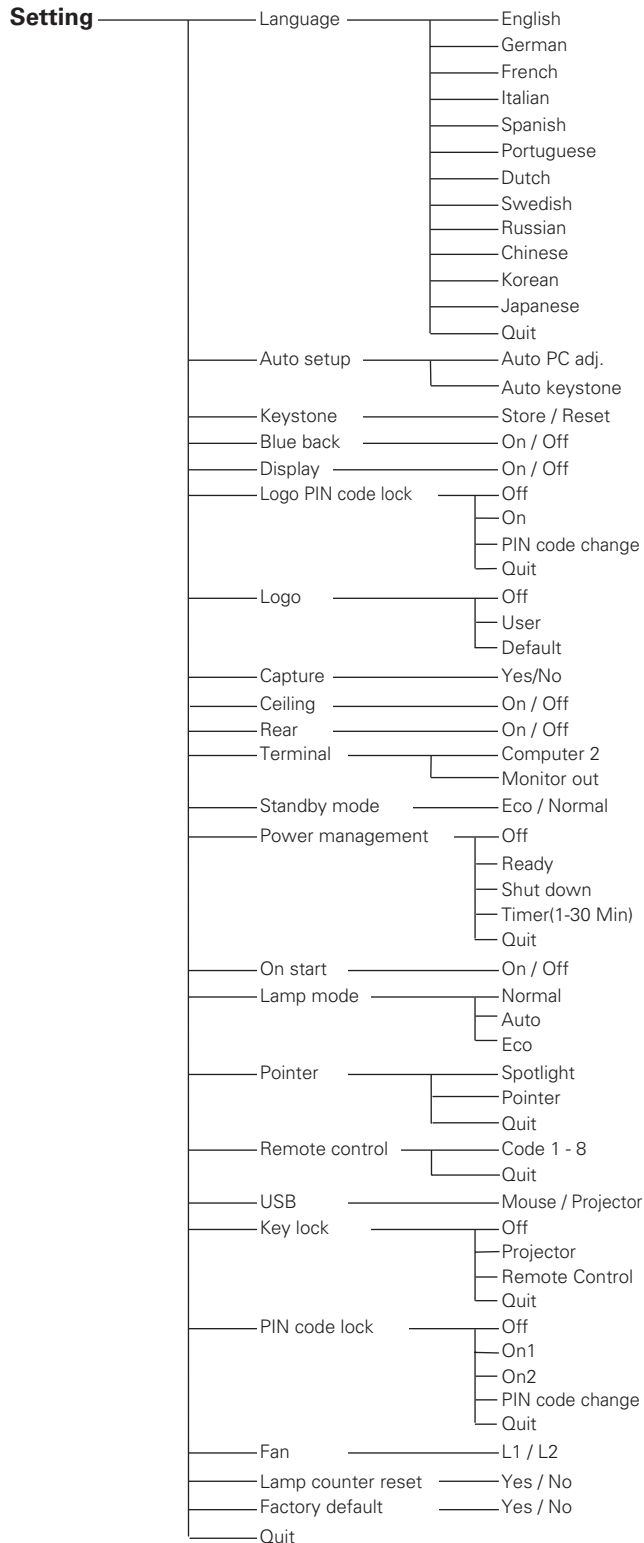 Setting Language English
German
French
Italian
Spanish
Portuguese
Dutch
Swedish
Russian
Chinese
Korean
Japanese
Quit
Auto setup Auto PC adj.
Auto keystone
Keystone Store / Reset
Blue back On / Off
Display On / Off
Logo PIN code lock Off
On
PIN code change
Quit
Logo Off
User
Default
Capture Yes/No
Ceiling On / Off
Rear On / Off
Terminal Computer 2
Monitor out
Standby mode Eco / Normal
Power management Off
Ready
Shut down
Timer(1-30 Min)
Quit
On start On / Off
Lamp mode Normal
Auto
Eco
Pointer Spotlight
Pointer
Quit
Remote control Code 1 - 8
Quit
USB Mouse / Projector
Key lock Off
Projector
Remote Control
Quit
PIN code lock Off
On1
On2
PIN code change
Quit
Fan L1 / L2
Lamp counter reset Yes / No
Factory default Yes / No
Quit